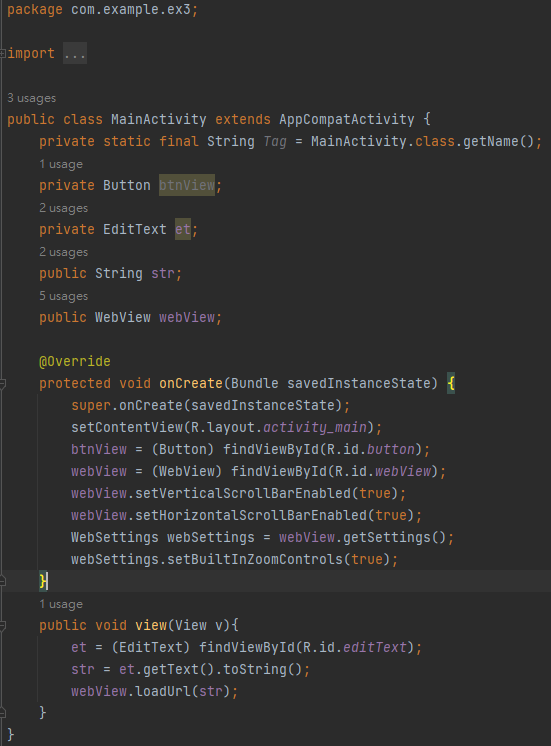 package com.example.ex3;
import ...
3 usages
public class MainActivity extends AppCompatActivity {
private static final String Tag = MainActivity.class.getName();
1 usage
private Button btnView;
2 usages
private EditText et;
2 usages
public String str;
5 usages
public WebView webView;
@Override
protected void onCreate(Bundle savedInstanceState) {
super.onCreate(savedInstanceState);
setContentView(R.layout.activity_main);
btnView = (Button) findViewById(R.id.button);
webView = (WebView) findViewById(R.id.webView);
webView.setVerticalScrollBarEnabled(true);
webView.setHorizontalScrollBarEnabled(true);
WebSettings webSettings = webView.getSettings();
webSettings.setBuiltInZoomControls(true);
}
1 usage
public void view(View v){
et = (EditText) findViewById(R.id.editText);
str = et.getText().toString();
webView.loadUrl(str);
}
}